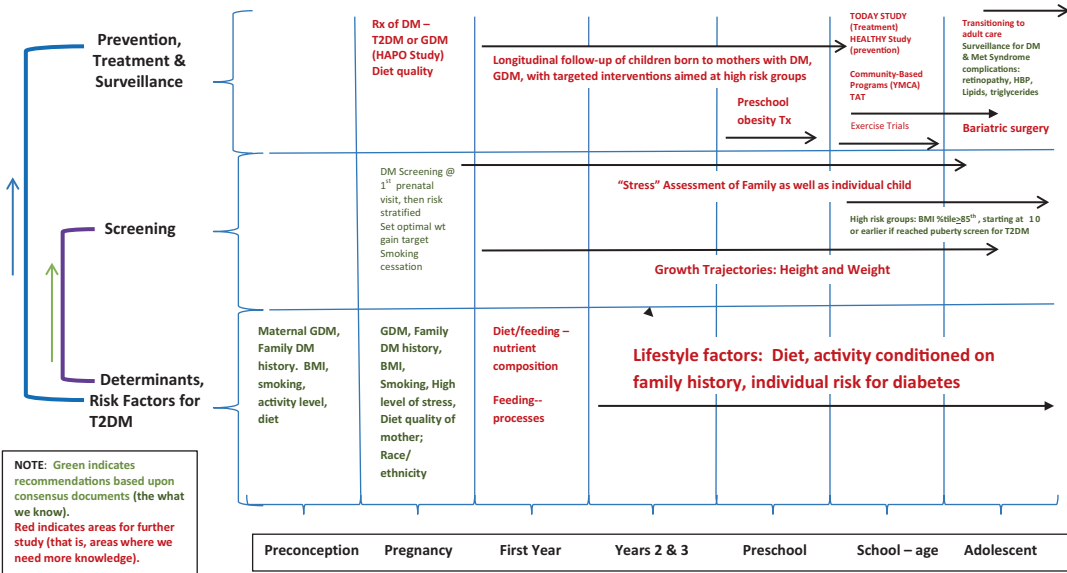 Prevention,
Treatment &
Surveillance
Rx of DM –
T2DM or GDM
(HAPO Study)
Diet quality
Longitudinal follow-up of children born to mothers with DM,
GDM, with targeted interventions aimed at high risk groups
Preschool
obesity Tx
TODAY STUDY
(Treatment)
HEALTHY Study
(prevention)
Community-Based
Programs (YMCA)
TAT
Exercise Trials
Transitioning to
adult care
Surveillance for DM
& Met Syndrome
complications:
retinopathy, HBP,
Lipids, triglycerides
Bariatric surgery
Screening
DM Screening @
1st prenatal
visit, then risk
stratified
Set optimal wt
gain target
Smoking
cessation
“Stress” Assessment of Family as well as individual child
High risk groups: BMI %tile≥85th, starting at 10
or earlier if reached puberty screen for T2DM
Growth Trajectories: Height and Weight
Determinants,
Risk Factors for
T2DM
Maternal GDM,
Family DM
history. BMI,
smoking,
activity level,
diet
GDM, Family
DM history,
BMI,
Smoking, High
level of stress,
Diet quality of
mother;
Race/
ethnicity
Diet/feeding –
nutrient
composition
Feeding--
processes
Lifestyle factors: Diet, activity conditioned on
family history, individual risk for diabetes
NOTE: Green indicates
recommendations based upon
consensus documents (the what
we know).
Red indicates areas for further
study (that is, areas where we
need more knowledge).
Preconception
Pregnancy
First Year
Years 2 & 3
Preschool
School – age
Adolescent